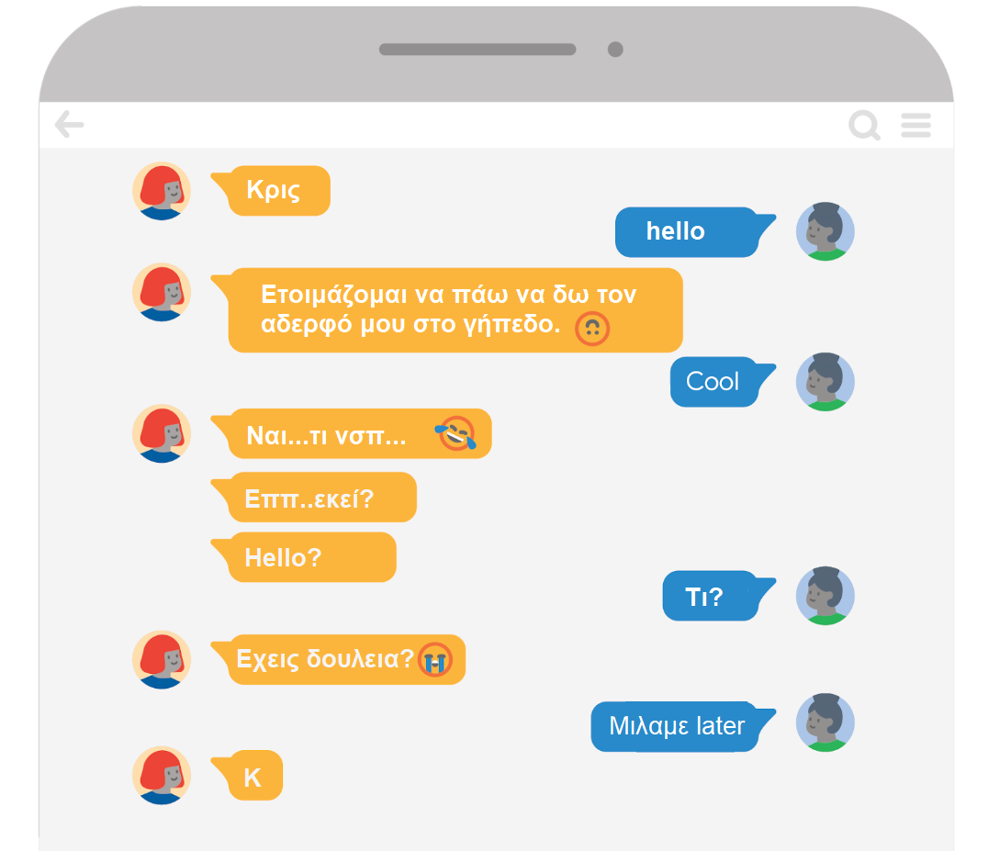 Κρις
hello
Ετοιμάζομαι να πάω να δω τον
αδερφό μου στο γήπεδο. 🙃
Cool
Ναι...τι νσπ... 🤣
Εππ..εκεί?
Hello?
Τι?
Εχεις δουλεια?😭
Μιλαμε later
Κ